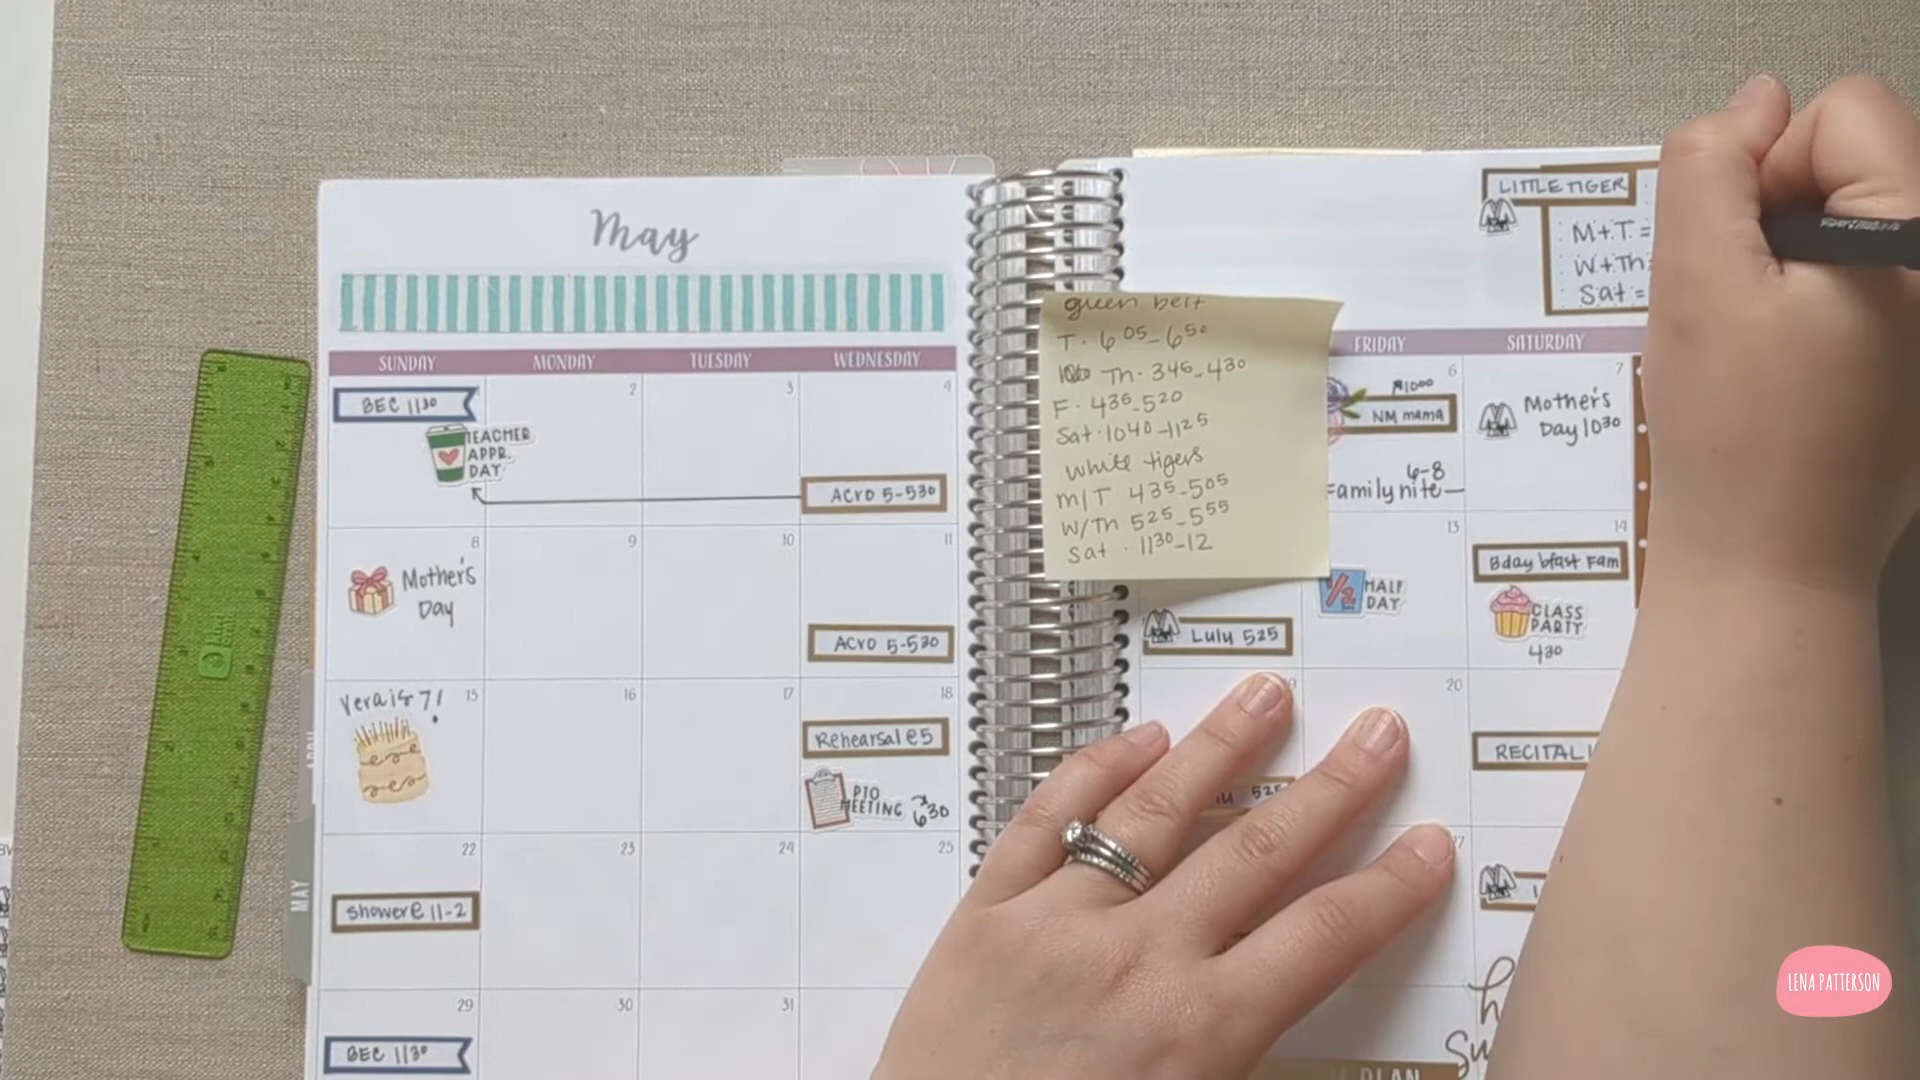 May
SUNDAY MONDAY TUESDAY WEDNESDAY
BEC 1130
2
3
4
TEACHER
APPR.
DAY
Acro 5-530
8
9
10
11
Mother's
Day
Acro 5-530
Vera is 7!
15
16
17
18
Rehearsal @5
PTO
MEETING
630
22
23
24
25
Shower@ 11-2
29
30
31
BEC 1130
MAY
green belt
T. 605-650
Th. 345-430
F. 435-520
Sat. 1040-1125
white tigers
M/T 435-505
W/Th 525-555
Sat. 1130-12
LITTLE TIGER
M+T =
W+Th=
Sat =
FRIDAY SATURDAY
6
7
NM mama
Mother's
Day 1030
6-8
Family nite
13
14
HALF
DAY
Bday bfast Fam
CLASS
PARTY
430
Lulu 525
20
RECITAL
525
PLAN
LENA PATTERSON